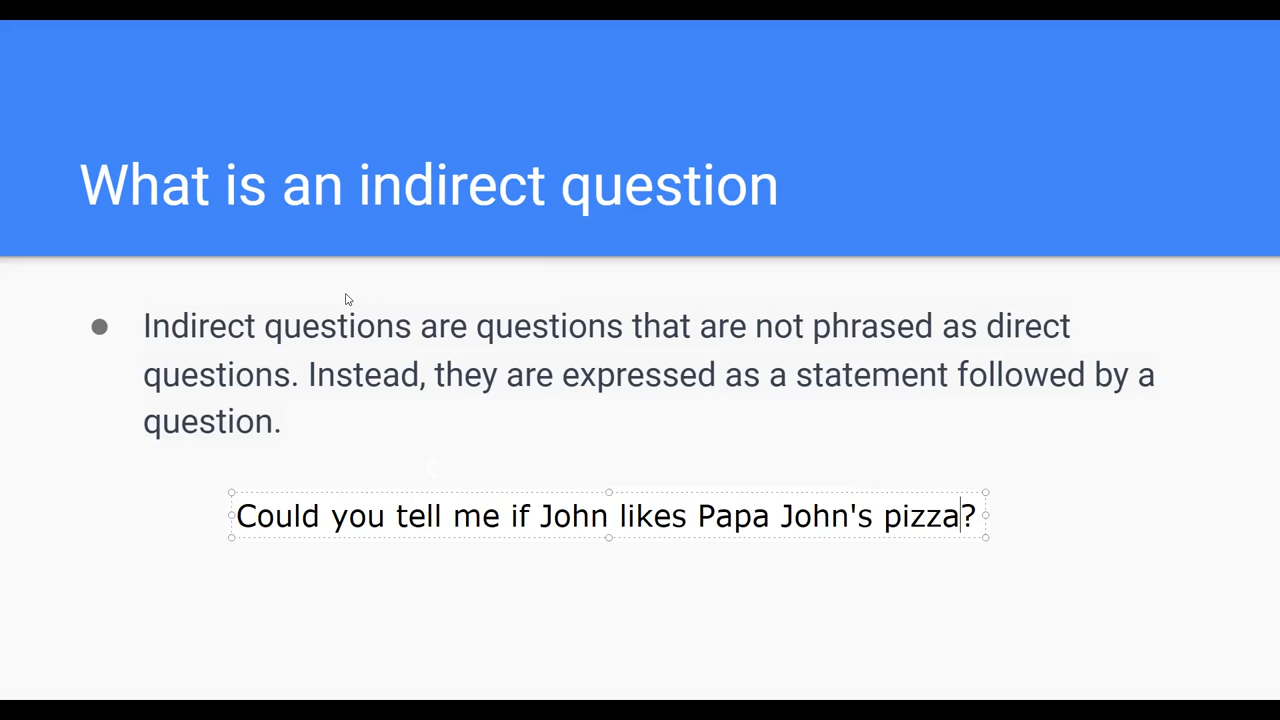 What is an indirect question
● Indirect questions are questions that are not phrased as direct
questions. Instead, they are expressed as a statement followed by a
question.
Could you tell me if John likes Papa John's pizza?